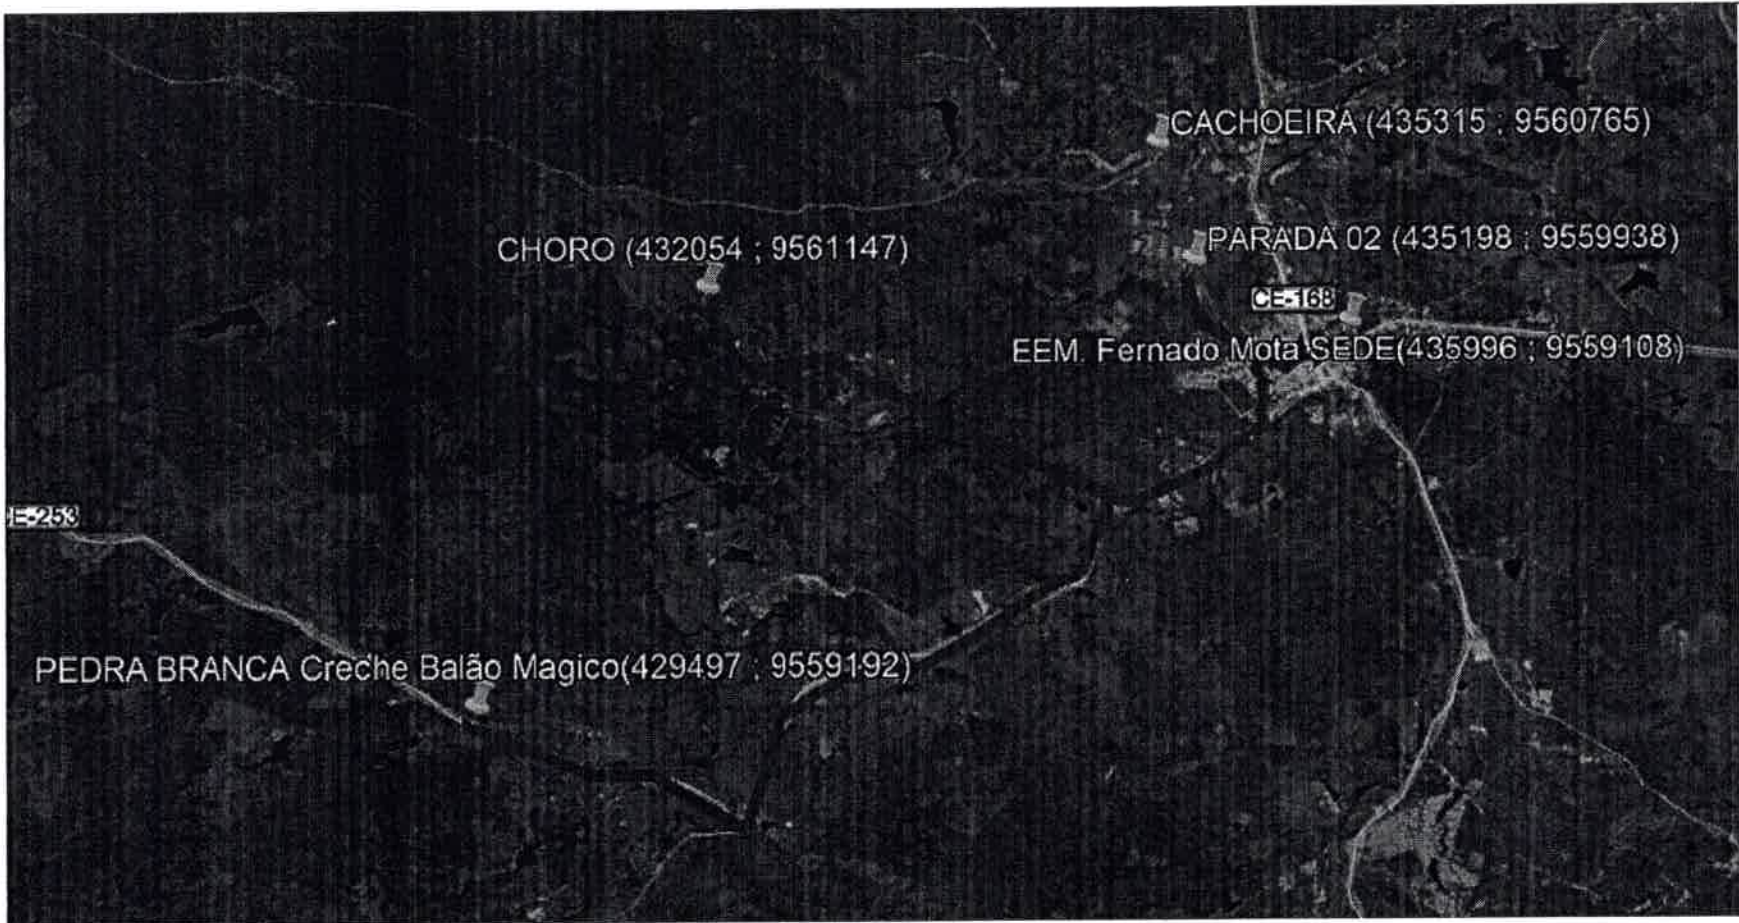 CACHOEIRA (435315 ; 9560765)
CHORO (432054 ; 9561147)
PARADA 02 (435198 ; 9559938)
CE-168
EEM. Fernado Mota SEDE(435996 ; 9559108)
CE-253
PEDRA BRANCA Creche Balão Magico(429497 ; 9559192)